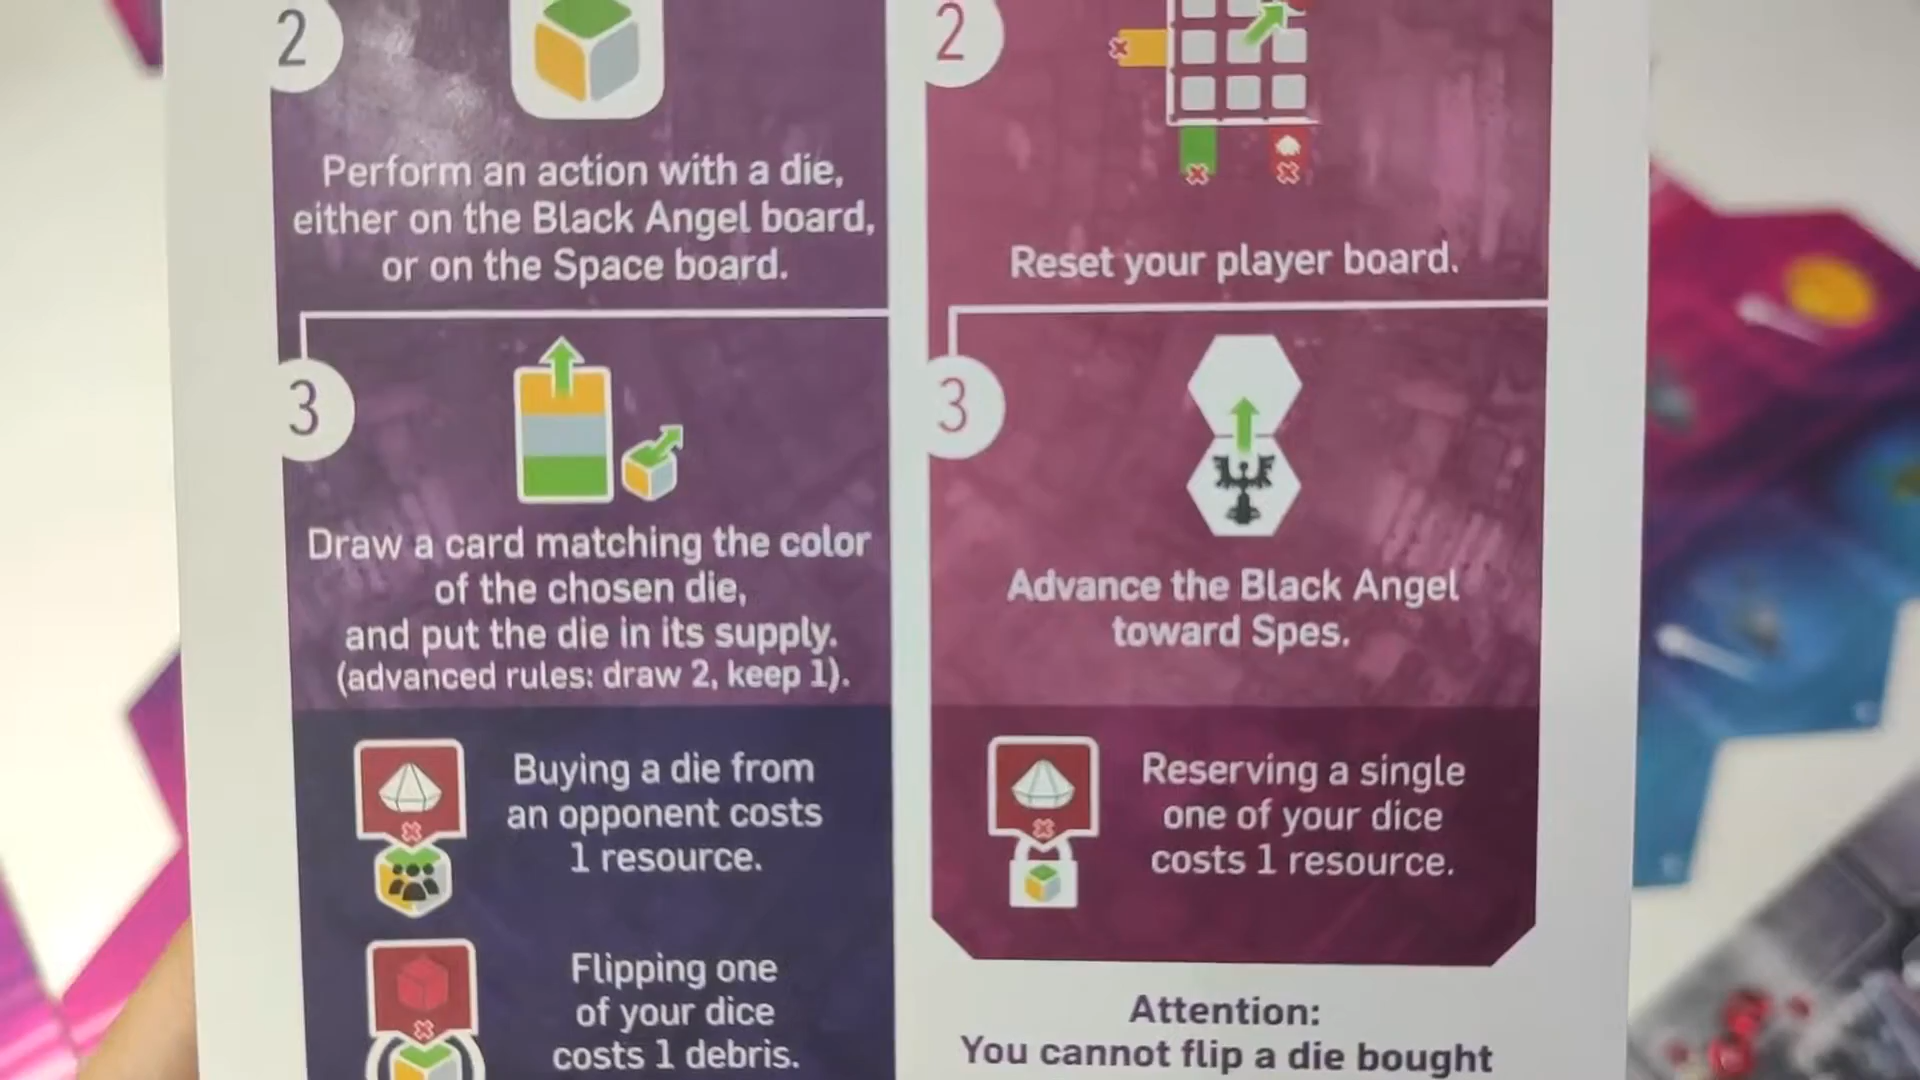 2
Perform an action with a die,
either on the Black Angel board,
or on the Space board.
3
Draw a card matching the color
of the chosen die,
and put the die in its supply.
(advanced rules: draw 2, keep 1).
Buying a die from
an opponent costs
1 resource.
Flipping one
of your dice
costs 1 debris.
2
Reset your player board.
3
Advance the Black Angel
toward Spes.
Reserving a single
one of your dice
costs 1 resource.
Attention:
You cannot flip a die bought